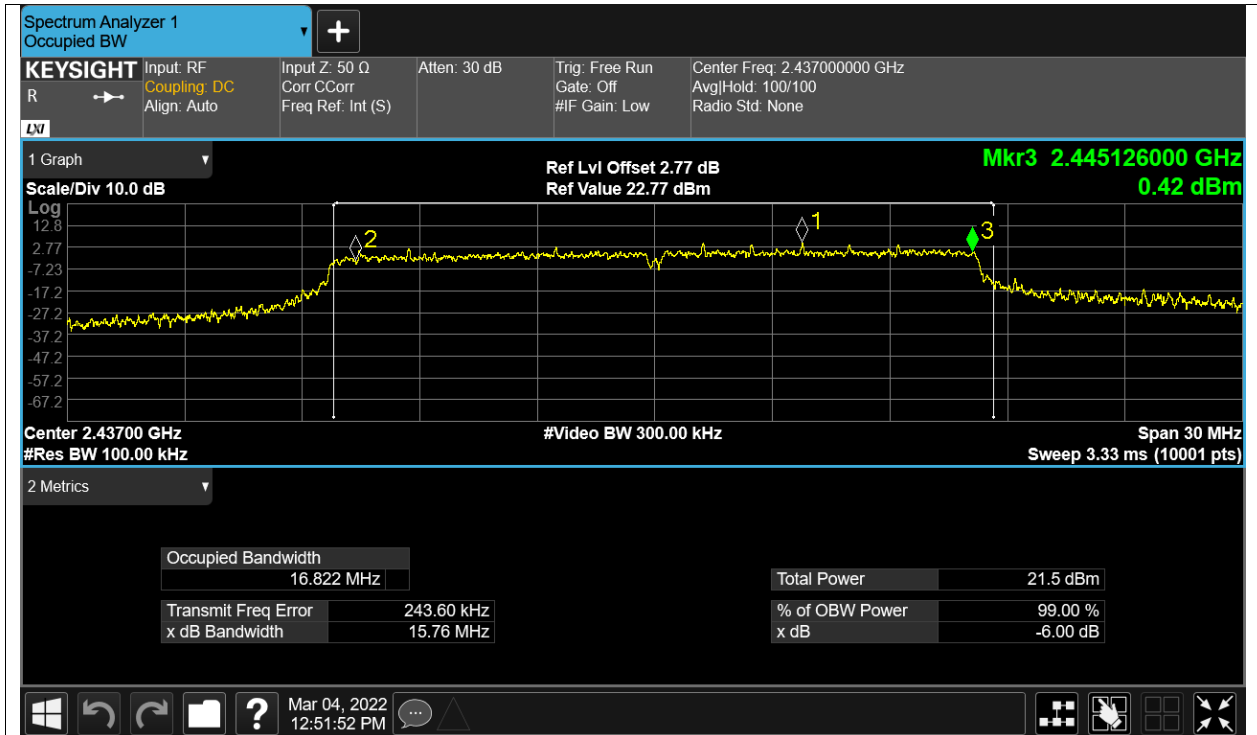 Spectrum Analyzer 1
Occupied BW
KEYSIGHT
R
LXI
Input: RF
Coupling: DC
Align: Auto
Input Z: 50 Ω
Corr CCorr
Freq Ref: Int (S)
Atten: 30 dB
Trig: Free Run
Gate: Off
#IF Gain: Low
Center Freq: 2.437000000 GHz
Avg|Hold: 100/100
Radio Std: None
1 Graph
Scale/Div 10.0 dB
Ref Lvl Offset 2.77 dB
Ref Value 22.77 dBm
Mkr3 2.445126000 GHz
0.42 dBm
Log
12.8
2.77
-7.23
-17.2
-27.2
-37.2
-47.2
-57.2
-67.2
2
1
3
Center 2.43700 GHz
#Res BW 100.00 kHz
#Video BW 300.00 kHz
Span 30 MHz
Sweep 3.33 ms (10001 pts)
2 Metrics
Occupied Bandwidth
16.822 MHz
Transmit Freq Error 243.60 kHz
x dB Bandwidth 15.76 MHz
Total Power 21.5 dBm
% of OBW Power 99.00 %
x dB -6.00 dB
?
Mar 04, 2022
12:51:52 PM